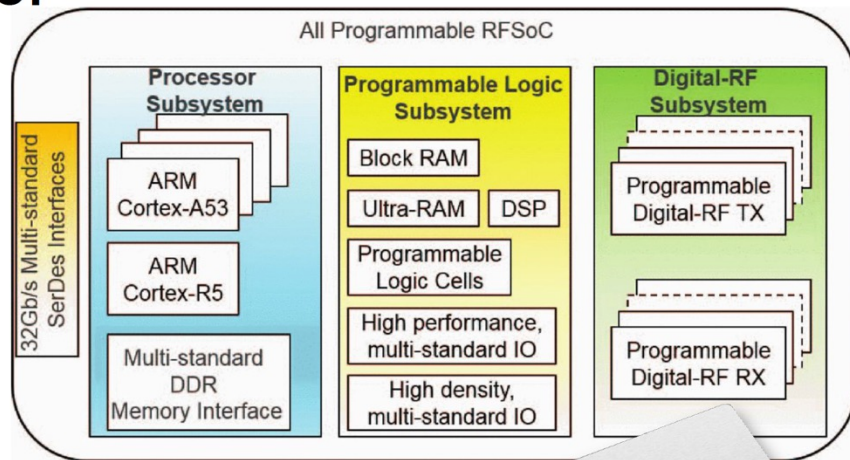 All Programmable RFSoC
32Gb/s Multi-standard
SerDes Interfaces
Processor
Subsystem
ARM
Cortex-A53
ARM
Cortex-R5
Multi-standard
DDR
Memory Interface
Programmable Logic
Subsystem
Block RAM
Ultra-RAM
DSP
Programmable
Logic Cells
High performance,
multi-standard IO
High density,
multi-standard IO
Digital-RF
Subsystem
Programmable
Digital-RF TX
Programmable
Digital-RF RX